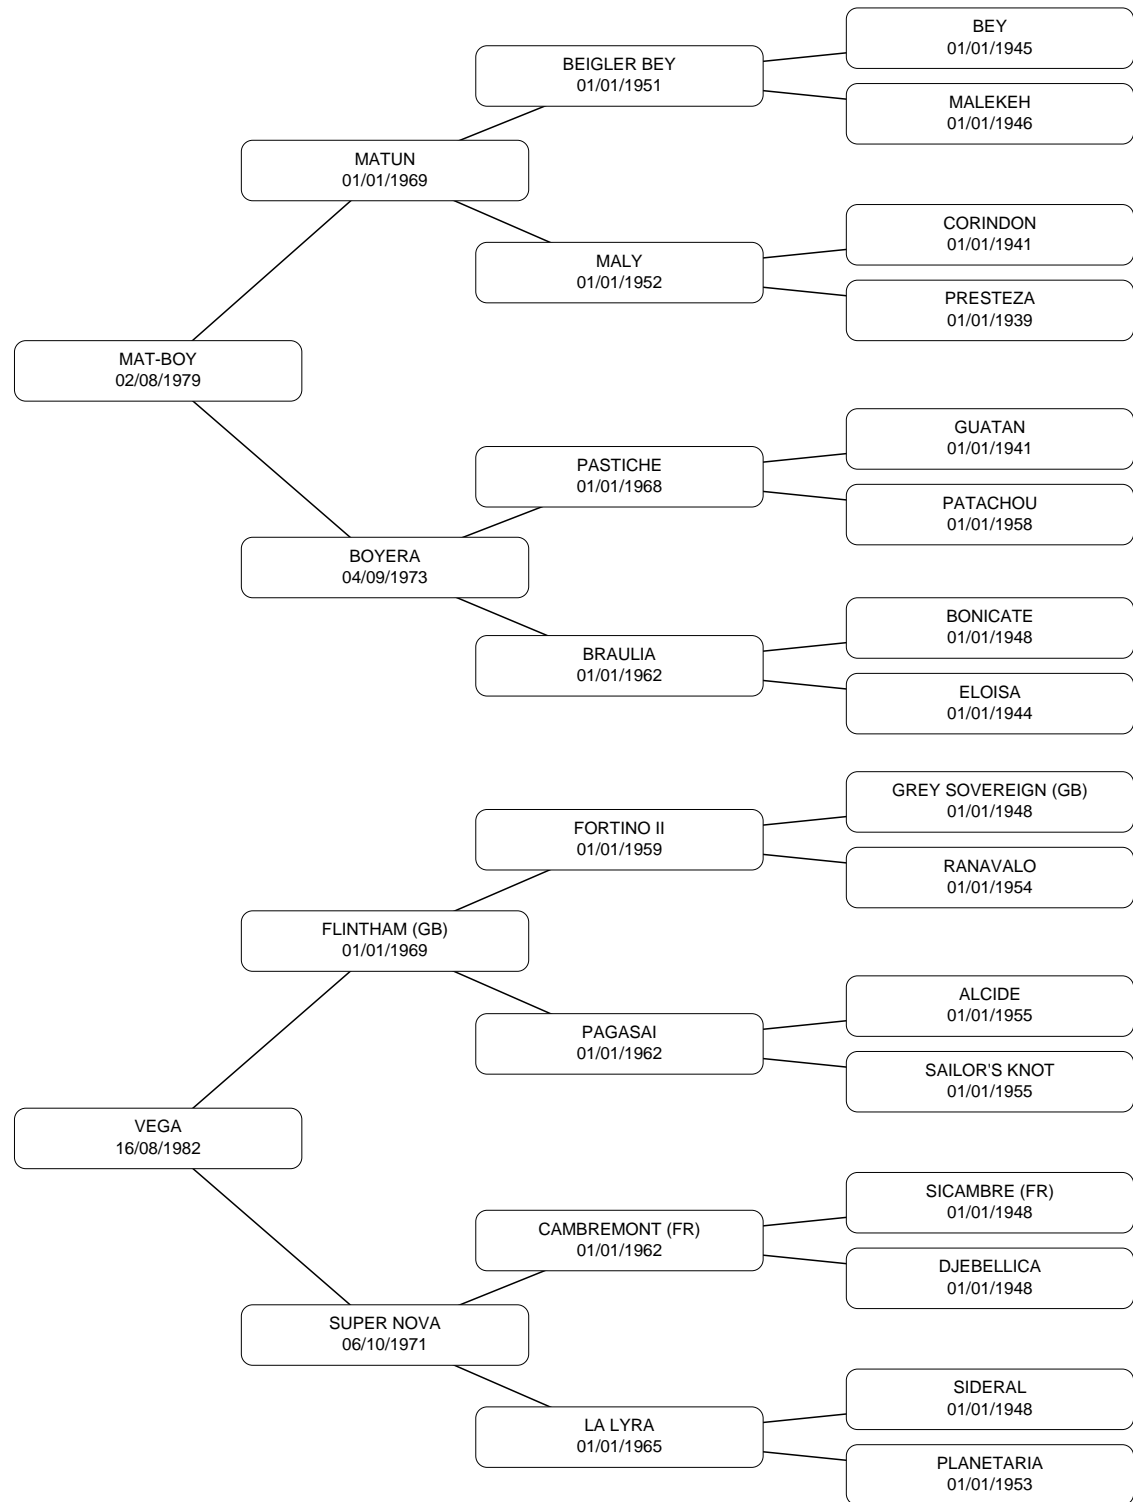 BEY
01/01/1945
BEIGLER BEY
01/01/1951
MALEKEH
01/01/1946
MATUN
01/01/1969
CORINDON
01/01/1941
MALY
01/01/1952
PRESTEZA
01/01/1939
MAT-BOY
02/08/1979
GUATAN
01/01/1941
PASTICHE
01/01/1968
PATACHOU
01/01/1958
BOYERA
04/09/1973
BONICATE
01/01/1948
BRAULIA
01/01/1962
ELOISA
01/01/1944
GREY SOVEREIGN (GB)
01/01/1948
FORTINO II
01/01/1959
RANAVALO
01/01/1954
FLINTHAM (GB)
01/01/1969
ALCIDE
01/01/1955
PAGASAI
01/01/1962
SAILOR'S KNOT
01/01/1955
VEGA
16/08/1982
SICAMBRE (FR)
01/01/1948
CAMBREMONT (FR)
01/01/1962
DJEBELLICA
01/01/1948
SUPER NOVA
06/10/1971
SIDERAL
01/01/1948
LA LYRA
01/01/1965
PLANETARIA
01/01/1953